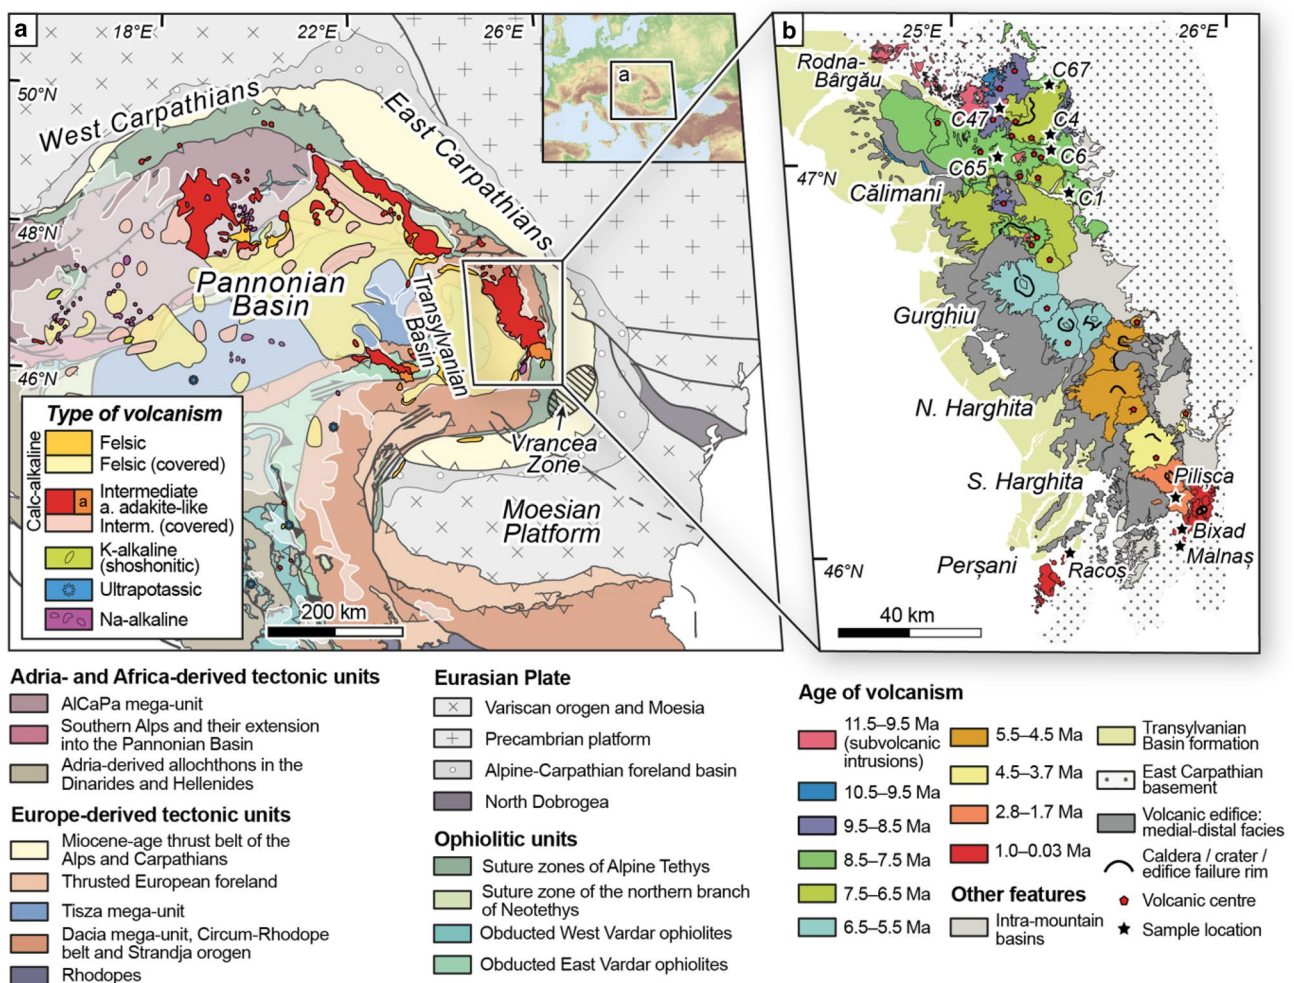 a
18°E
22°E
26°E
a
50°N
West Carpathians
East Carpathians
48°N
Pannonian
Basin
Transylvanian
Basin
46°N
Vrancea
Zone
Moesian
Platform
200 km
Type of volcanism
Calc-alkaline
Felsic
Felsic (covered)
a
Intermediate
a. adakite-like
Interm. (covered)
K-alkaline
(shoshonitic)
Ultrapotassic
Na-alkaline
b
25°E
26°E
Rodna-
Bârgău
C67
C47
C4
C6
C65
47°N
Călimani
C1
Gurghiu
N. Harghita
S. Harghita
Pilișca
Bixad
Malnaș
46°N
Perșani
Racoș
40 km
Adria- and Africa-derived tectonic units
AlCaPa mega-unit
Southern Alps and their extension
into the Pannonian Basin
Adria-derived allochthons in the
Dinarides and Hellenides
Europe-derived tectonic units
Miocene-age thrust belt of the
Alps and Carpathians
Thrusted European foreland
Tisza mega-unit
Dacia mega-unit, Circum-Rhodope
belt and Strandja orogen
Rhodopes
Eurasian Plate
Variscan orogen and Moesia
Precambrian platform
Alpine-Carpathian foreland basin
North Dobrogea
Ophiolitic units
Suture zones of Alpine Tethys
Suture zone of the northern branch
of Neotethys
Obducted West Vardar ophiolites
Obducted East Vardar ophiolites
Age of volcanism
11.5–9.5 Ma
(subvolcanic
intrusions)
10.5–9.5 Ma
9.5–8.5 Ma
8.5–7.5 Ma
7.5–6.5 Ma
6.5–5.5 Ma
5.5–4.5 Ma
4.5–3.7 Ma
2.8–1.7 Ma
1.0–0.03 Ma
Other features
Intra-mountain
basins
Transylvanian
Basin formation
East Carpathian
basement
Volcanic edifice:
medial-distal facies
Caldera / crater /
edifice failure rim
Volcanic centre
Sample location